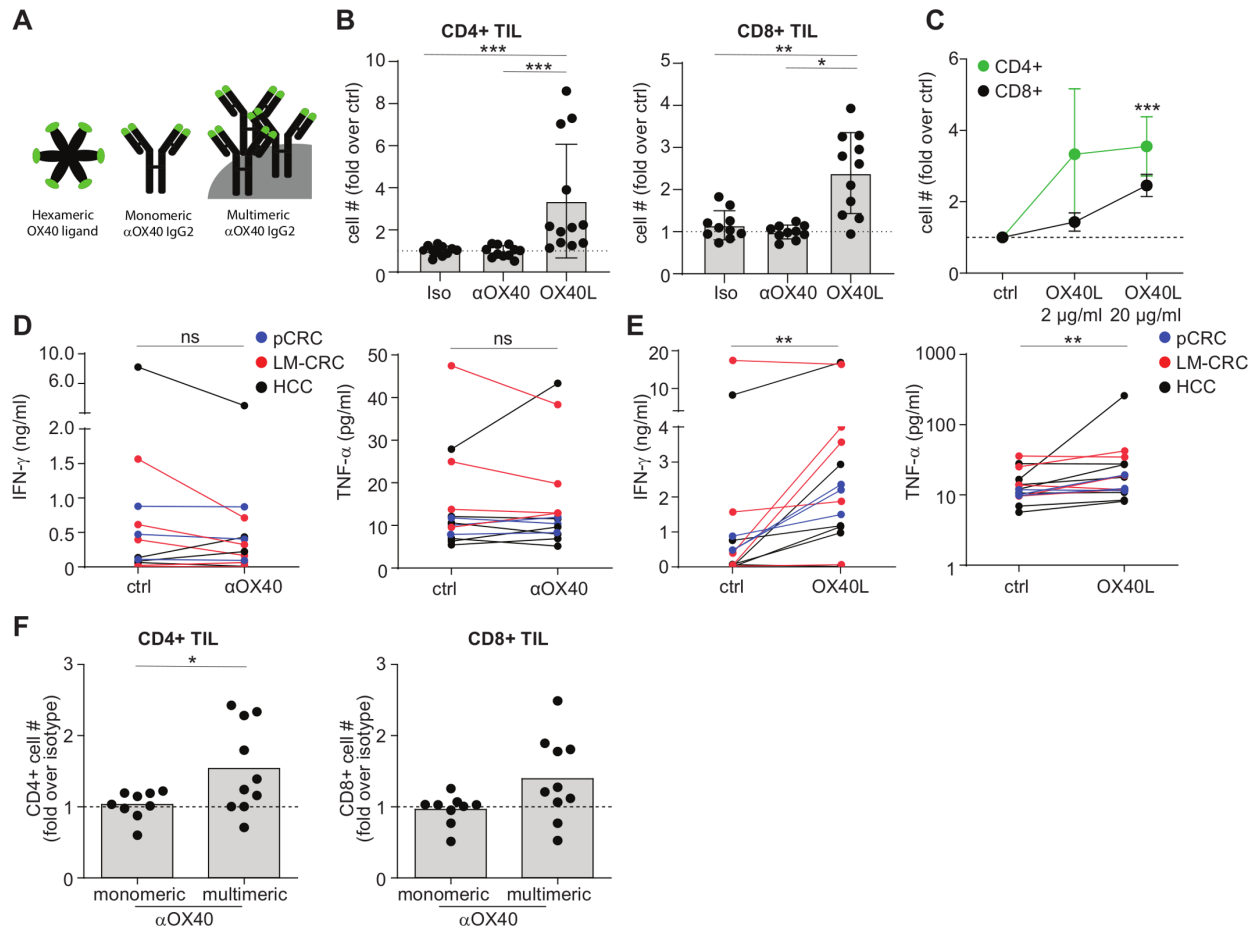 A
Hexameric
OX40 ligand
Monomeric
αOX40 IgG2
Multimeric
αOX40 IgG2
B
CD4+ TIL
***
***
cell # (fold over ctrl)
10
8
6
4
2
0
Iso
αOX40
OX40L
CD8+ TIL
**
*
cell # (fold over ctrl)
5
4
3
2
1
0
Iso
αOX40
OX40L
C
CD4+
CD8+
***
cell # (fold over ctrl)
6
4
2
0
ctrl
OX40L
2 µg/ml
OX40L
20 µg/ml
D
ns
IFN-γ (ng/ml)
10.0
6.0
2.0
1.5
1.0
0.5
0
ctrl
αOX40
pCRC
LM-CRC
HCC
ns
TNF-α (pg/ml)
50
40
30
20
10
0
ctrl
αOX40
E
**
IFN-γ (ng/ml)
20
15
10
5
4
3
2
1
0
ctrl
OX40L
pCRC
LM-CRC
HCC
**
TNF-α (pg/ml)
1000
100
10
1
ctrl
OX40L
F
CD4+ TIL
*
CD4+ cell #
(fold over isotype)
3
2
1
0
monomeric
multimeric
αOX40
CD8+ TIL
CD8+ cell #
(fold over isotype)
3
2
1
0
monomeric
multimeric
αOX40